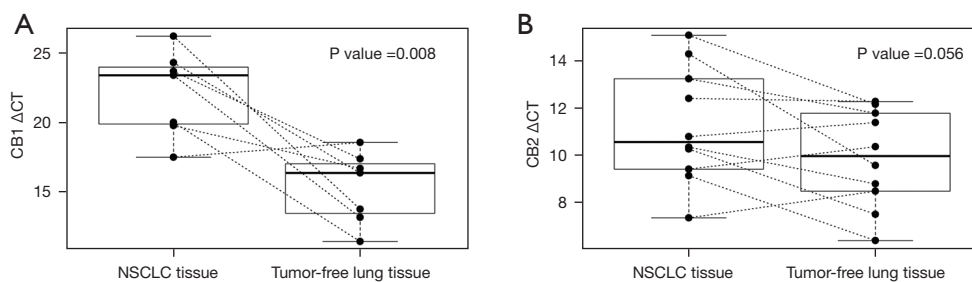 A
P value =0.008
CB1 ΔCT
25
20
15
NSCLC tissue
Tumor-free lung tissue
B
P value =0.056
CB2 ΔCT
14
12
10
8
NSCLC tissue
Tumor-free lung tissue